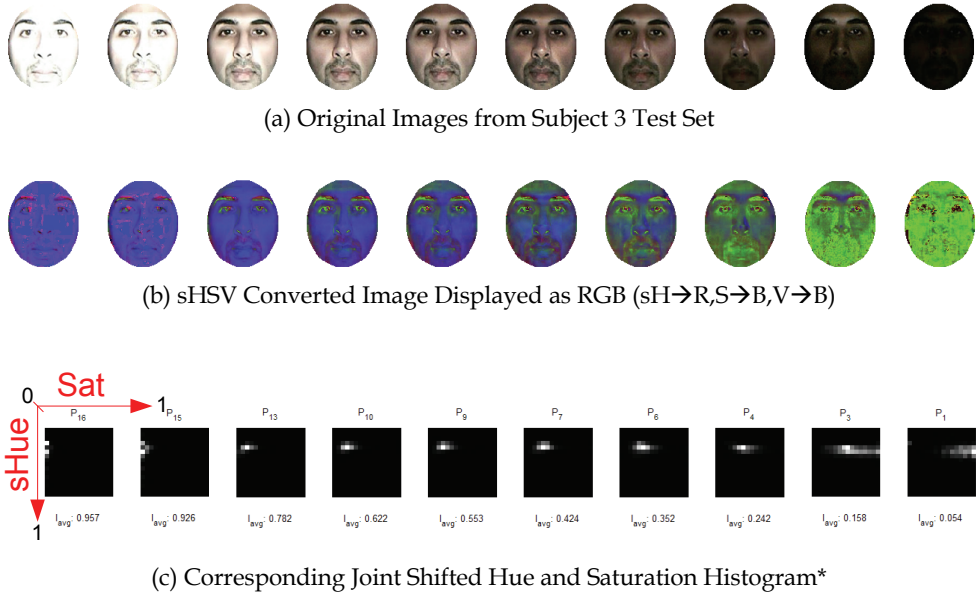 (a) Original Images from Subject 3 Test Set
(b) sHSV Converted Image Displayed as RGB (sH→R,S→B,V→B)
0 Sat 1
sHue
1
P16 P15 P13 P10 P9 P7 P6 P4 P3 P1
Iavg: 0.957 Iavg: 0.926 Iavg: 0.782 Iavg: 0.622 Iavg: 0.553 Iavg: 0.424 Iavg: 0.352 Iavg: 0.242 Iavg: 0.158 Iavg: 0.054
(c) Corresponding Joint Shifted Hue and Saturation Histogram*